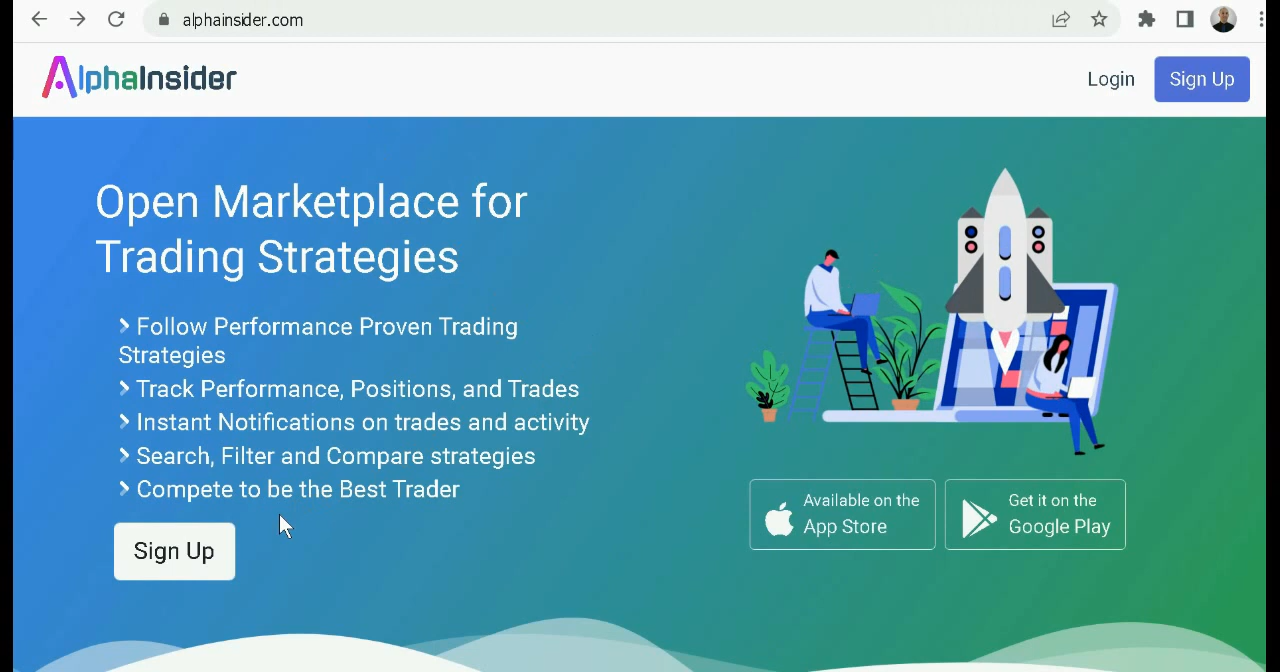 alphainsider.com
AlphaInsider
Login
Sign Up
Open Marketplace for
Trading Strategies
Follow Performance Proven Trading
Strategies
Track Performance, Positions, and Trades
Instant Notifications on trades and activity
Search, Filter and Compare strategies
Compete to be the Best Trader
Sign Up
Available on the
App Store
Get it on the
Google Play